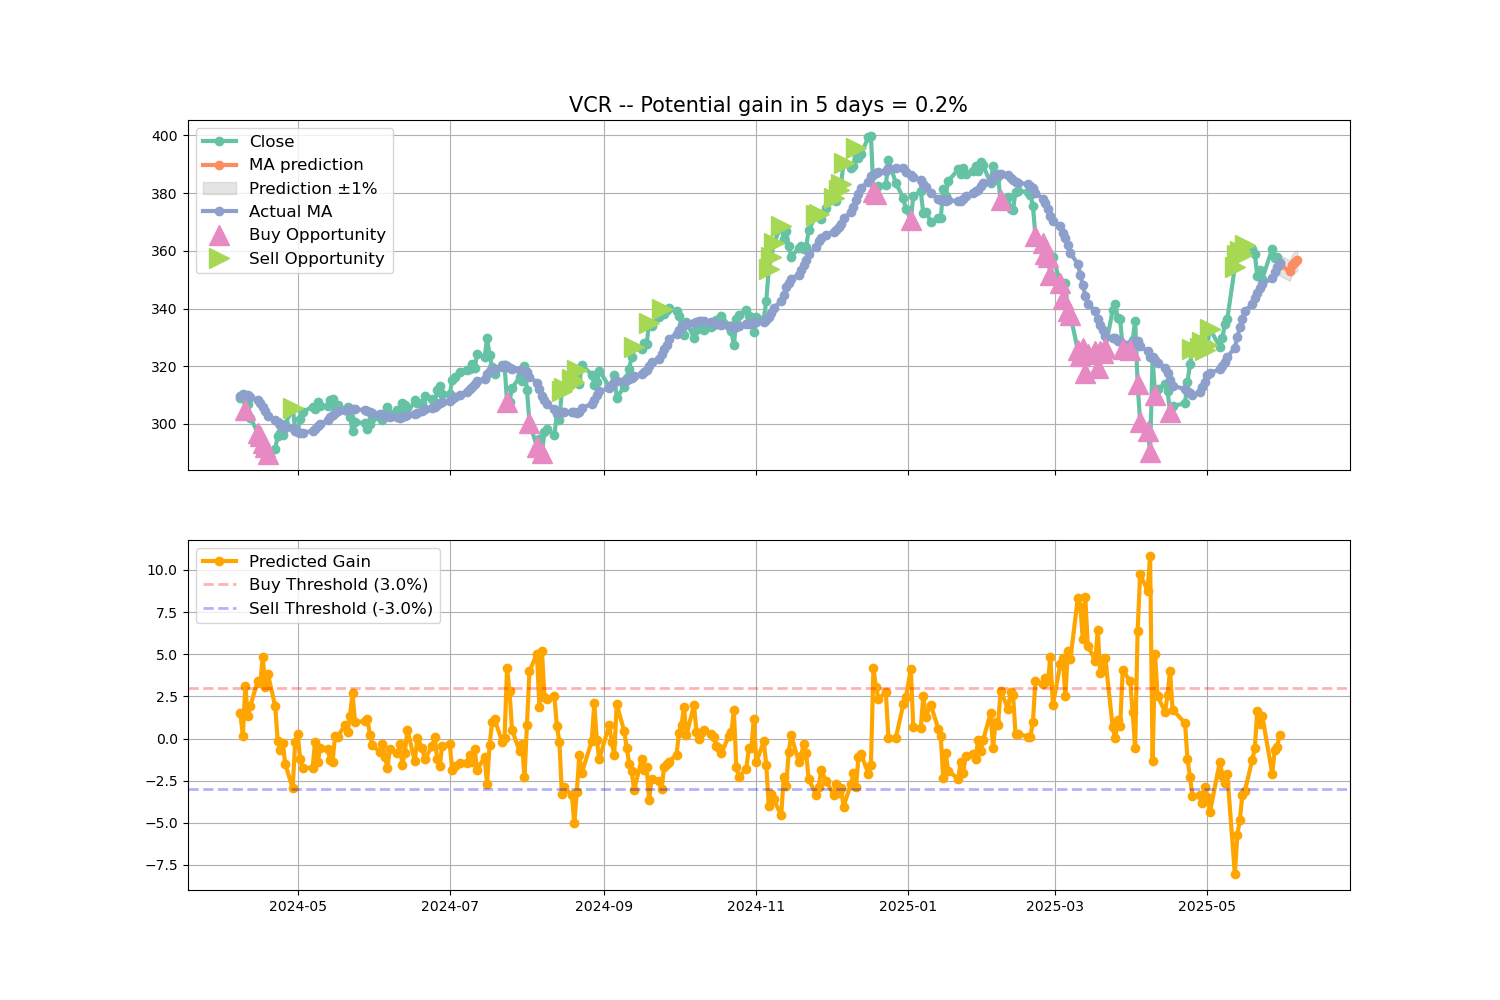 VCR -- Potential gain in 5 days = 0.2%
400
380
360
340
320
300
Close
MA prediction
Prediction ±1%
Actual MA
Buy Opportunity
Sell Opportunity
10.0
7.5
5.0
2.5
0.0
−2.5
−5.0
−7.5
Predicted Gain
Buy Threshold (3.0%)
Sell Threshold (-3.0%)
2024-05
2024-07
2024-09
2024-11
2025-01
2025-03
2025-05